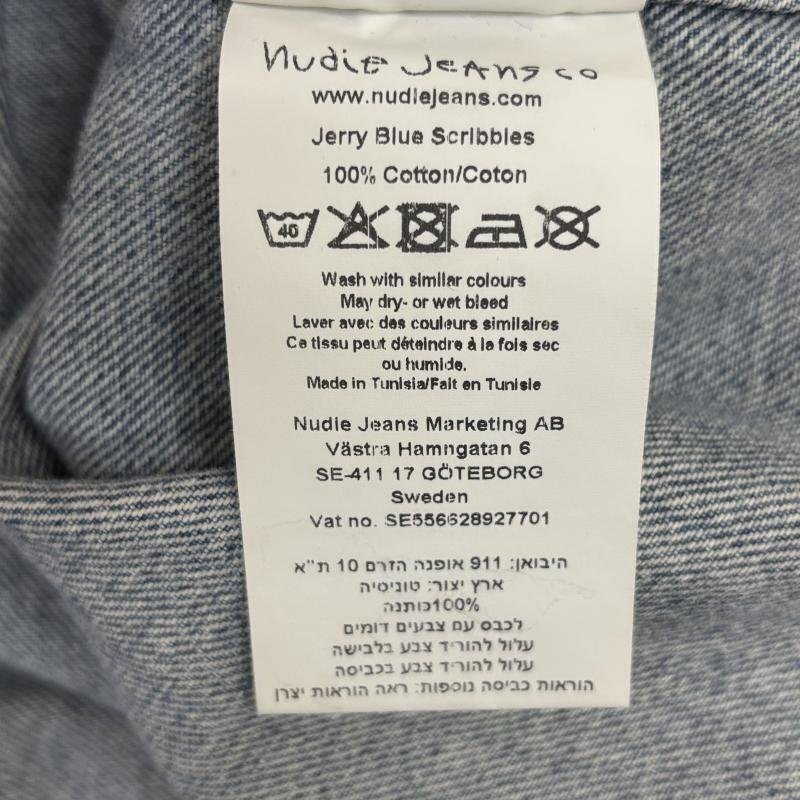 Nudie Jeans co
www.nudiejeans.com
Jerry Blue Scribbles
100% Cotton/Coton
40
Wash with similar colours
May dry- or wet bleed
Laver avec des couleurs similaires
Ce tissu peut déteindre à la fois sec
ou humide.
Made in Tunisia/Fait en Tunisie
Nudie Jeans Marketing AB
Västra Hamngatan 6
SE-411 17 GÖTEBORG
Sweden
Vat no. SE556628927701
היבואן: 911 אופנה הזרם 10 ת"א
ארץ יצור: טוניסיה
100%כותנה
לכבס עם צבעים דומים
עלול להוריד צבע בלבישה
עלול להוריד צבע בכביסה
הוראות כביסה נוספות: ראה הוראות יצרן